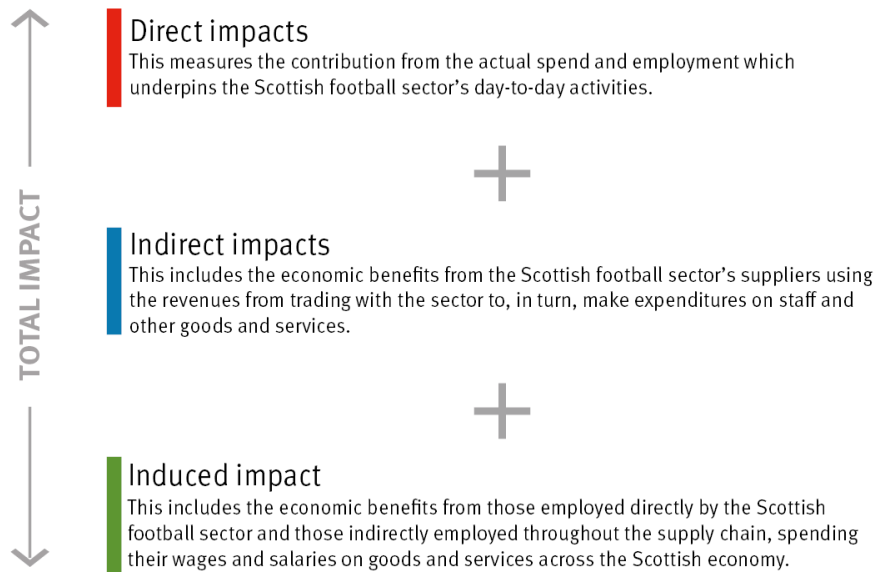 TOTAL IMPACT
Direct impacts
This measures the contribution from the actual spend and employment which
underpins the Scottish football sector’s day-to-day activities.
+
Indirect impacts
This includes the economic benefits from the Scottish football sector’s suppliers using
the revenues from trading with the sector to, in turn, make expenditures on staff and
other goods and services.
+
Induced impact
This includes the economic benefits from those employed directly by the Scottish
football sector and those indirectly employed throughout the supply chain, spending
their wages and salaries on goods and services across the Scottish economy.